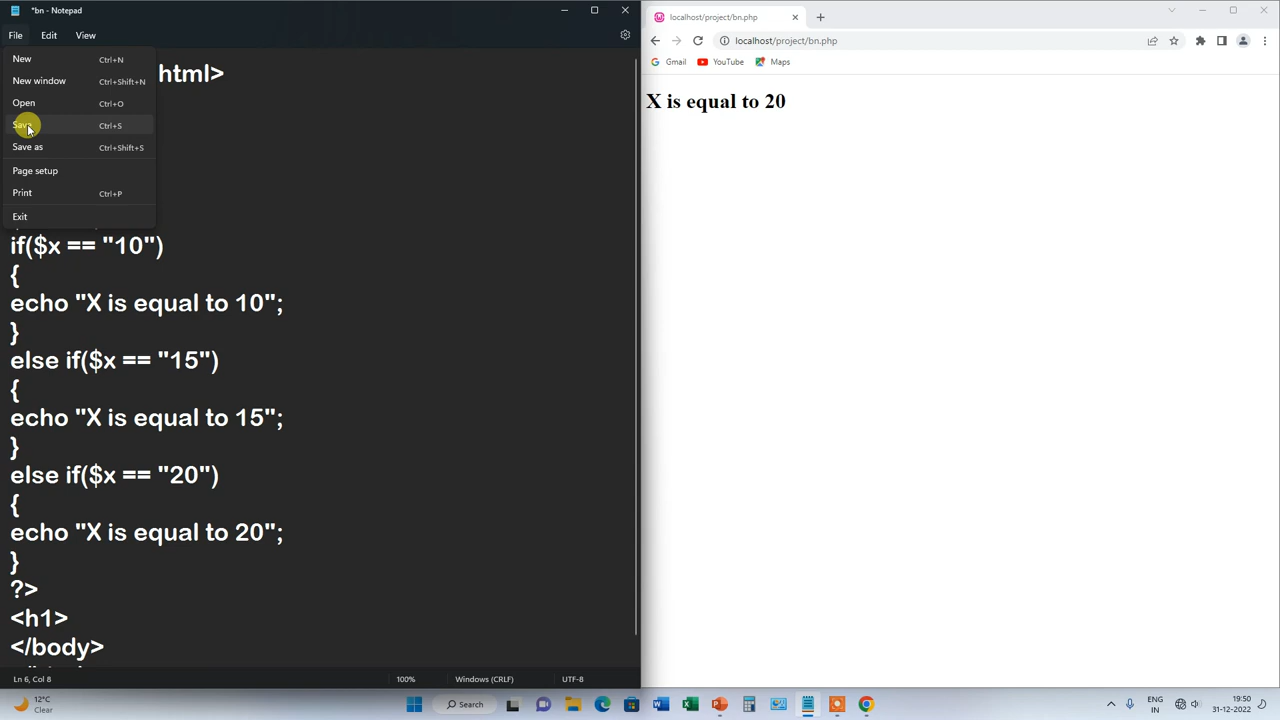 *bn - Notepad
File Edit View
New Ctrl+N
New window Ctrl+Shift+N
Open Ctrl+O
Save Ctrl+S
Save as Ctrl+Shift+S
Page setup
Print Ctrl+P
Exit
html>
if($x == "10")
{
echo "X is equal to 10";
}
else if($x == "15")
{
echo "X is equal to 15";
}
else if($x == "20")
{
echo "X is equal to 20";
}
?>
<h1>
</body>
Ln 6, Col 8 100% Windows (CRLF) UTF-8
localhost/project/bn.php
localhost/project/bn.php
Gmail YouTube Maps
X is equal to 20
12°C
Clear
Search
ENG
IN
19:50
31-12-2022